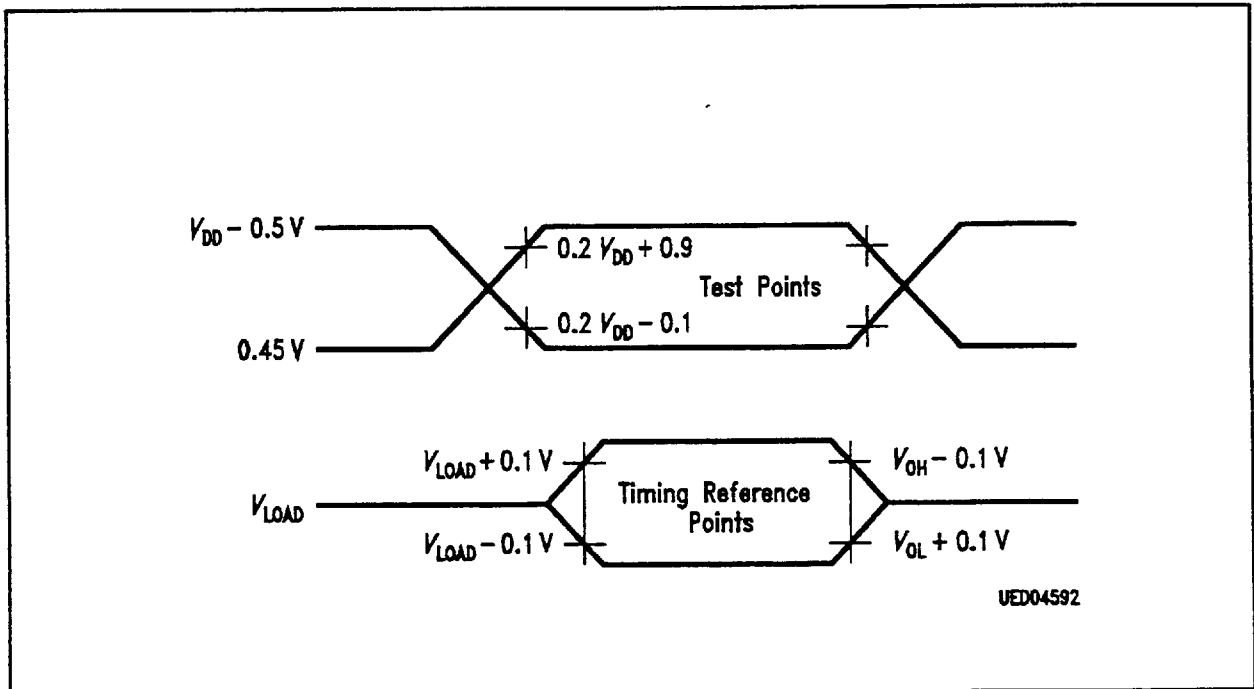 V_DD – 0.5 V
0.2 V_DD + 0.9
Test Points
0.2 V_DD – 0.1
0.45 V
V_LOAD + 0.1 V
V_OH – 0.1 V
V_LOAD
Timing Reference
Points
V_LOAD – 0.1 V
V_OL + 0.1 V
UED04592